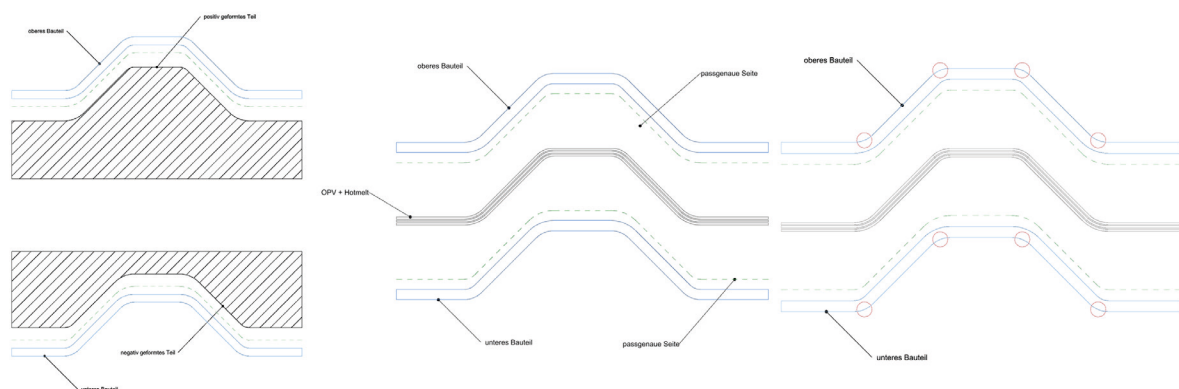 positiv geformtes Teil
oberes Bauteil
negativ geformtes Teil
unteres Bauteil
oberes Bauteil
passgenaue Seite
OPV + Hotmelt
unteres Bauteil
passgenaue Seite
oberes Bauteil
unteres Bauteil